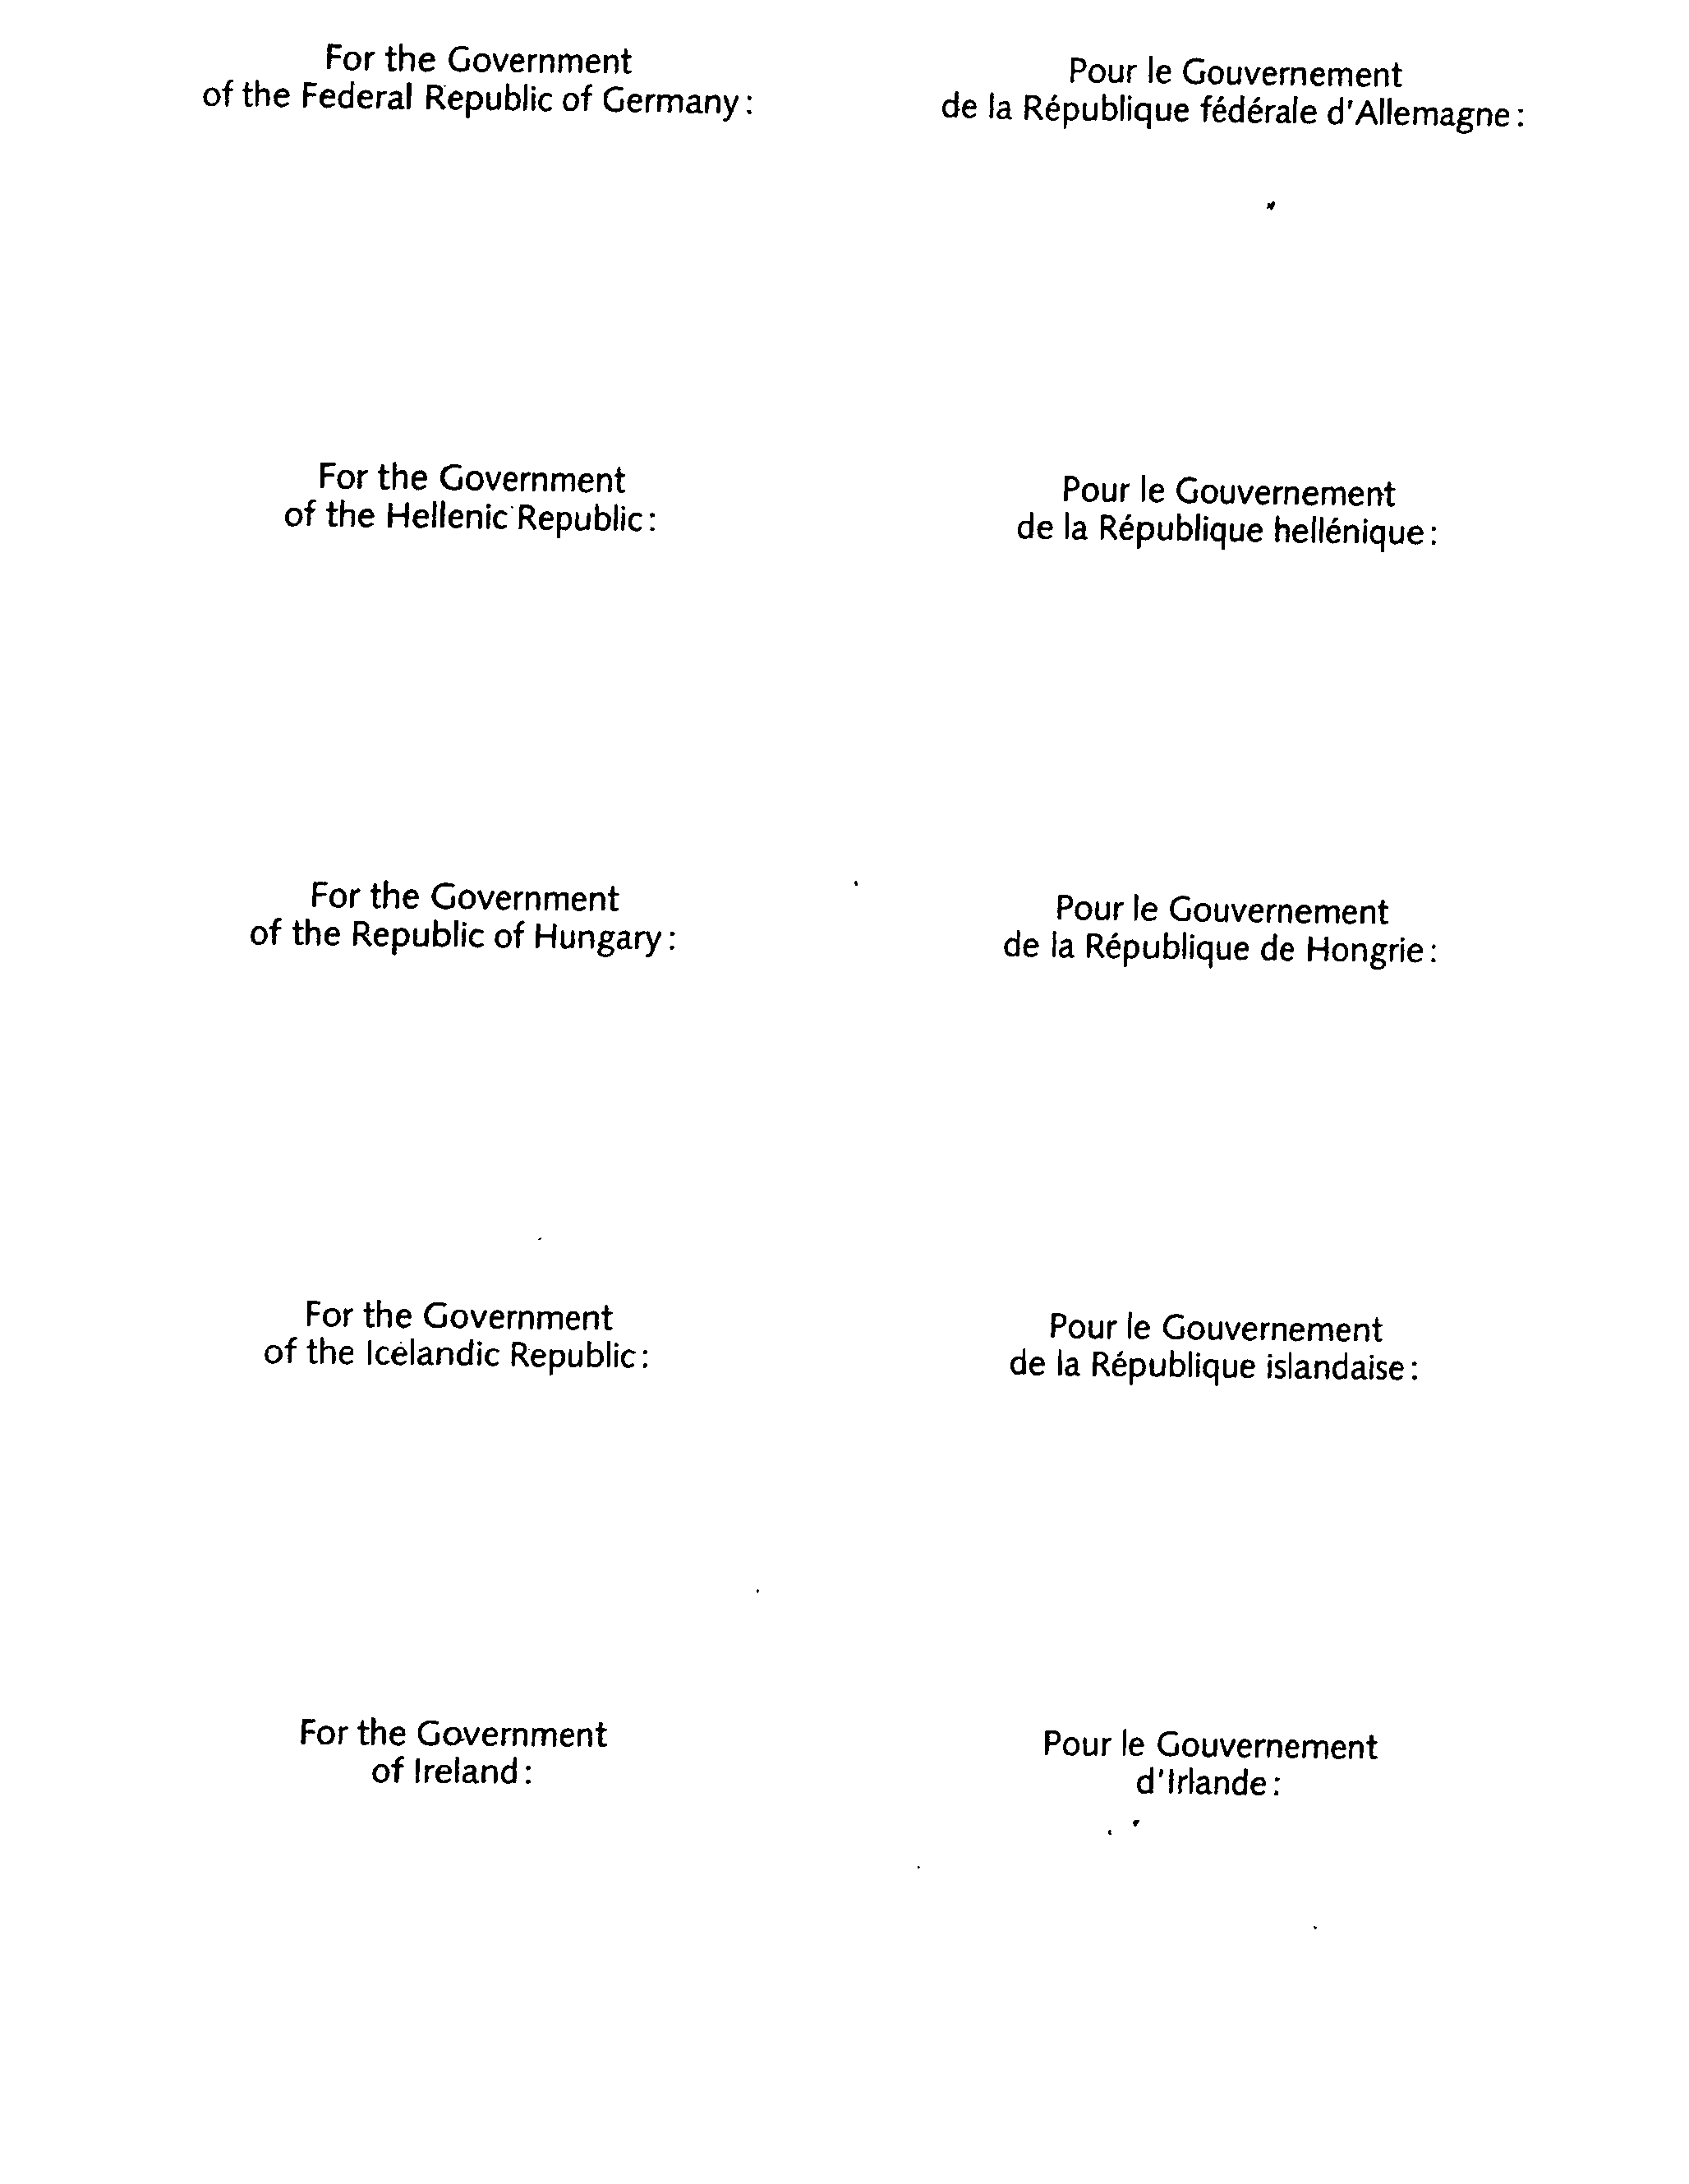 For the Government
of the Federal Republic of Germany:
Pour le Gouvernement
de la République fédérale d'Allemagne:
For the Government
of the Hellenic Republic:
Pour le Gouvernement
de la République hellénique:
For the Government
of the Republic of Hungary:
Pour le Gouvernement
de la République de Hongrie:
For the Government
of the Icelandic Republic:
Pour le Gouvernement
de la République islandaise:
For the Government
of Ireland:
Pour le Gouvernement
d'Irlande: